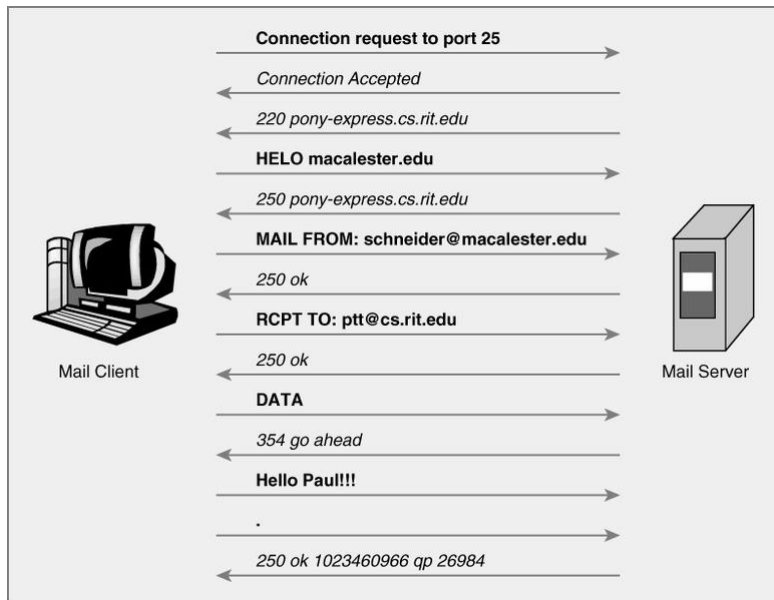 Connection request to port 25
Connection Accepted
220 pony-express.cs.rit.edu
HELO macalester.edu
250 pony-express.cs.rit.edu
MAIL FROM: schneider@macalester.edu
250 ok
RCPT TO: ptt@cs.rit.edu
250 ok
Mail Client
Mail Server
DATA
354 go ahead
Hello Paul!!!
.
250 ok 1023460966 qp 26984